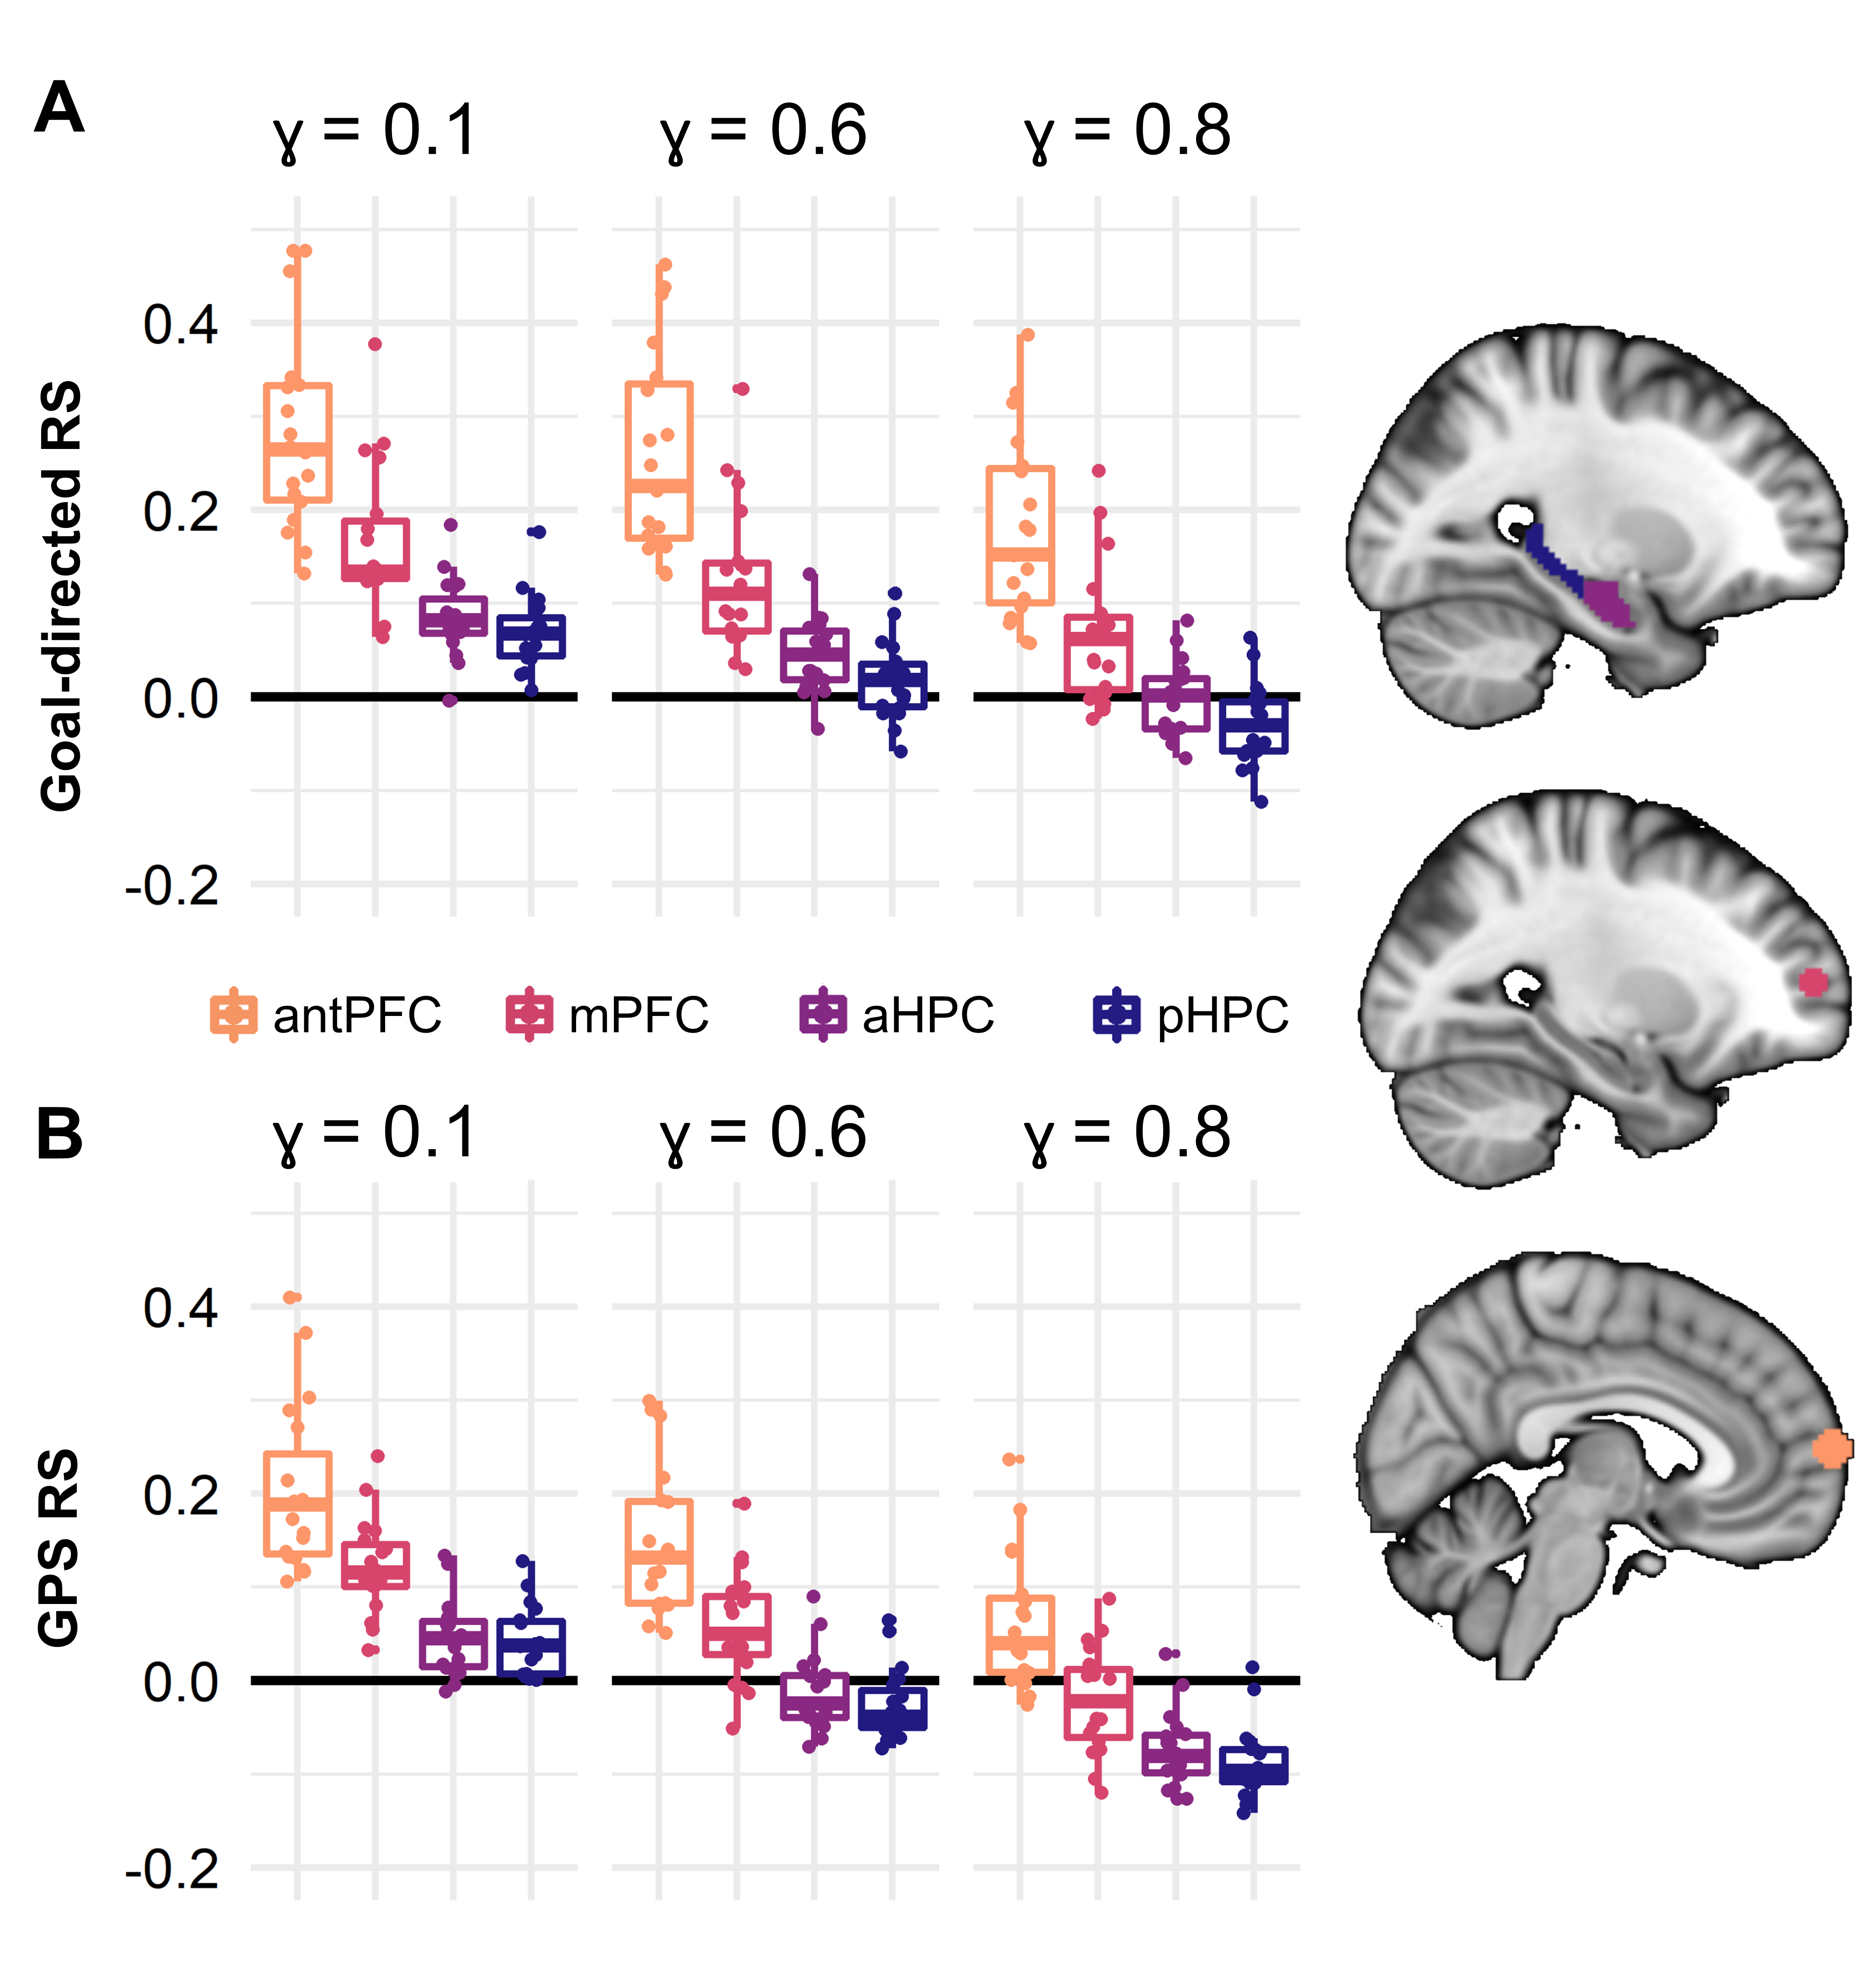 A
ɣ = 0.1 ɣ = 0.6 ɣ = 0.8
Goal-directed RS
0.4
0.2
0.0
-0.2
antPFC mPFC aHPC pHPC
B
ɣ = 0.1 ɣ = 0.6 ɣ = 0.8
GPS RS
0.4
0.2
0.0
-0.2